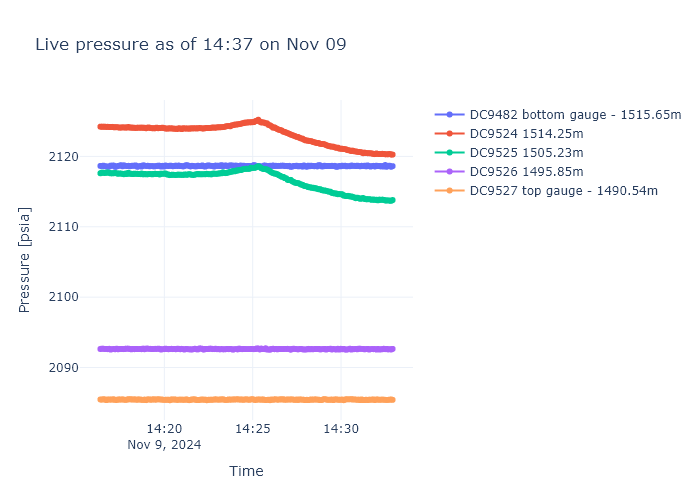 Live pressure as of 14:37 on Nov 09
DC9482 bottom gauge - 1515.65m
DC9524 1514.25m
DC9525 1505.23m
DC9526 1495.85m
DC9527 top gauge - 1490.54m
Pressure [psia]
2120
2110
2100
2090
14:20
14:25
14:30
Nov 9, 2024
Time